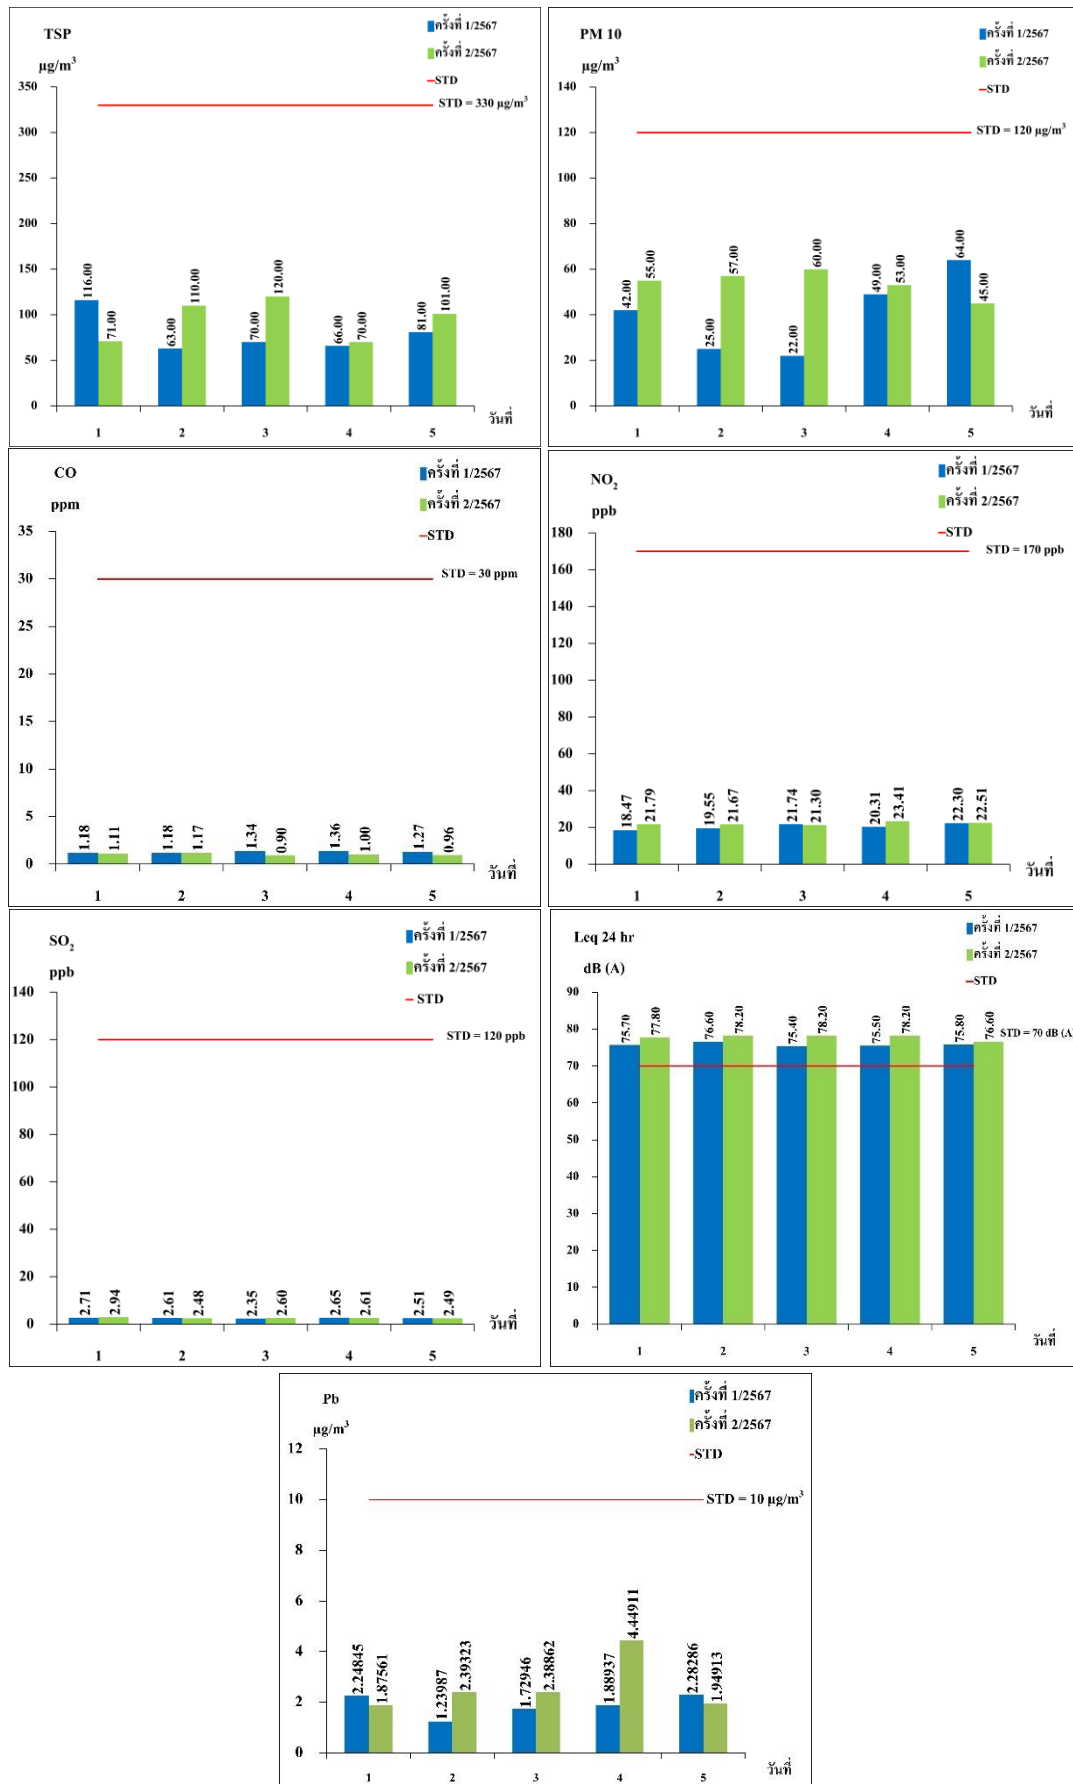 TSP
µg/m³
ครั้งที่ 1/2567
ครั้งที่ 2/2567
STD
STD = 330 µg/m³
350
300
250
200
150
100
50
0
116.00 71.00 63.00 110.00 70.00 120.00 66.00 70.00 81.00 101.00
วันที่
1 2 3 4 5
PM 10
µg/m³
ครั้งที่ 1/2567
ครั้งที่ 2/2567
STD
STD = 120 µg/m³
140
120
100
80
60
40
20
0
42.00 55.00 25.00 57.00 22.00 60.00 49.00 53.00 64.00 45.00
วันที่
1 2 3 4 5
CO
ppm
ครั้งที่ 1/2567
ครั้งที่ 2/2567
STD
STD = 30 ppm
35
30
25
20
15
10
5
0
1.18 1.11 1.18 1.17 1.34 0.90 1.36 1.00 1.27 0.96
วันที่
1 2 3 4 5
NO₂
ppb
ครั้งที่ 1/2567
ครั้งที่ 2/2567
STD
STD = 170 ppb
180
160
140
120
100
80
60
40
20
0
18.47 21.79 19.55 21.67 21.74 21.30 20.31 23.41 22.30 22.51
วันที่
1 2 3 4 5
SO₂
ppb
ครั้งที่ 1/2567
ครั้งที่ 2/2567
STD
STD = 120 ppb
140
120
100
80
60
40
20
0
2.71 2.94 2.61 2.48 2.35 2.60 2.65 2.61 2.51 2.49
วันที่
1 2 3 4 5
Leq 24 hr
dB (A)
ครั้งที่ 1/2567
ครั้งที่ 2/2567
STD
STD = 70 dB (A)
90
80
70
60
50
40
30
20
10
0
75.70 77.80 76.60 78.20 75.40 78.20 75.50 78.20 75.80 76.60
วันที่
1 2 3 4 5
Pb
µg/m³
ครั้งที่ 1/2567
ครั้งที่ 2/2567
STD
STD = 10 µg/m³
12
10
8
6
4
2
0
2.24845 1.87561 1.23987 2.39323 1.72946 2.38862 1.88937 4.44911 2.28286 1.94913
วันที่
1 2 3 4 5